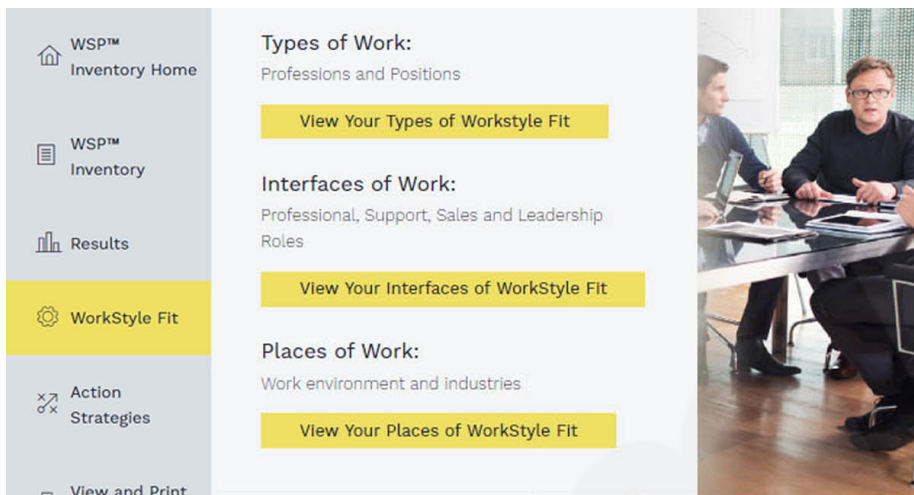 WSP™
Inventory Home
WSP™
Inventory
Results
WorkStyle Fit
Action
Strategies
View and Print
Types of Work:
Professions and Positions
View Your Types of Workstyle Fit
Interfaces of Work:
Professional, Support, Sales and Leadership
Roles
View Your Interfaces of WorkStyle Fit
Places of Work:
Work environment and industries
View Your Places of WorkStyle Fit